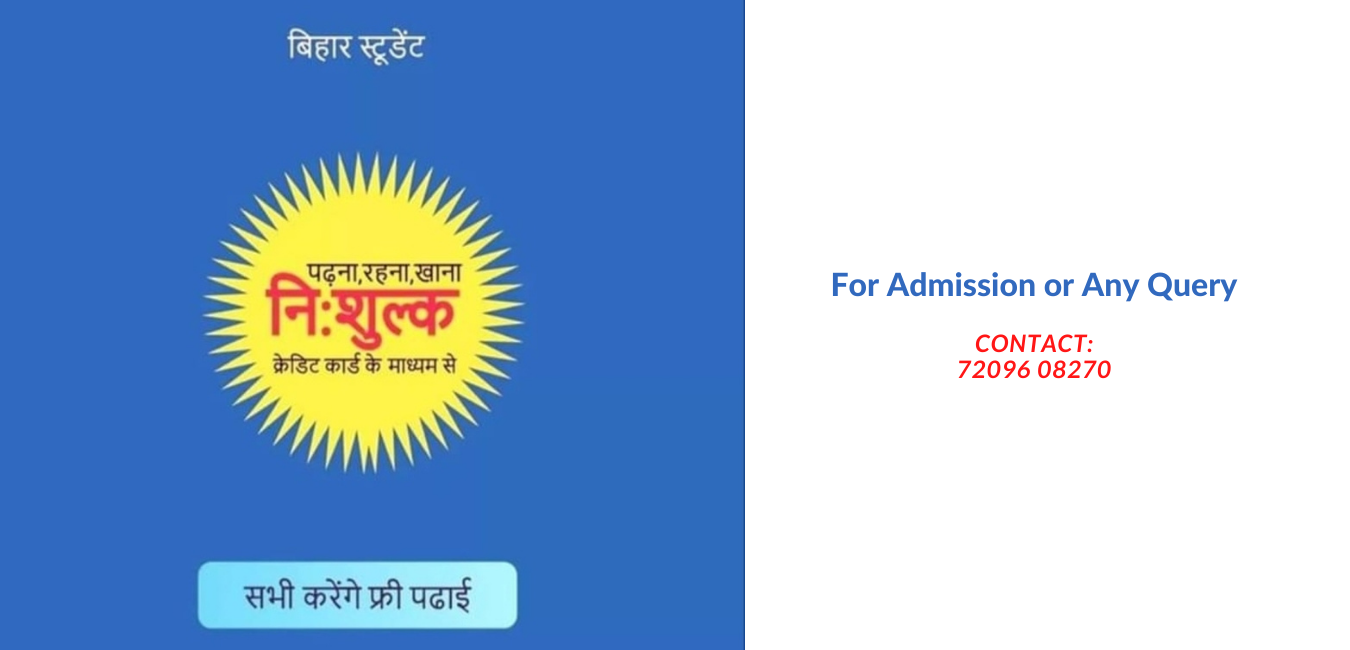 बिहार स्टूडेंट
पढ़ना,रहना,खाना
नि:शुल्क
क्रेडिट कार्ड के माध्यम से
सभी करेंगे फ्री पढाई
For Admission or Any Query
CONTACT:
72096 08270